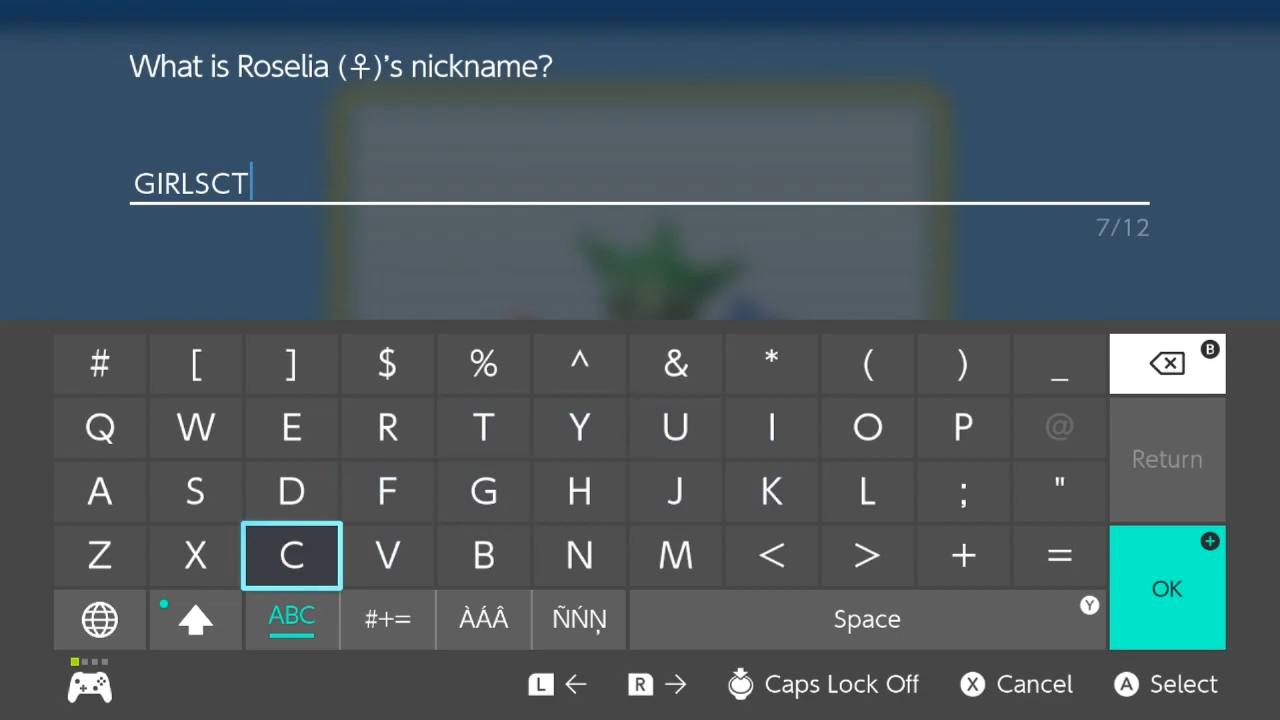 What is Roselia (♀)'s nickname?
GIRLSCT
7/12
# [ ] $ % ^ & * ( ) _ B
Q W E R T Y U I O P @ Return
A S D F G H J K L ; "
Z X C V B N M < > + = + OK
ABC #+= ÀÁÂ ÑŃŅ Space Y
L ← R → Caps Lock Off X Cancel A Select